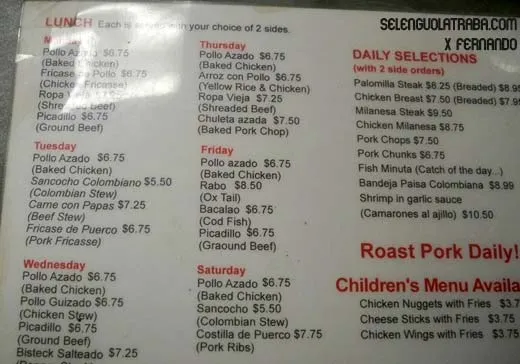 SELENGUOLATRABA.COM
X FERNANDO
LUNCH Each is served with your choice of 2 sides.
Monday
Pollo Azado $6.75
(Baked Chicken)
Fricase de Pollo $6.75
(Chicken Fricasse)
Ropa Vieja $7.25
(Shredded Beef)
Picadillo $6.75
(Ground Beef)
Tuesday
Pollo Azado $6.75
(Baked Chicken)
Sancocho Colombiano $5.50
(Colombian Stew)
Carne con Papas $7.25
(Beef Stew)
Fricase de Puerco $6.75
(Pork Fricasse)
Wednesday
Pollo Azado $6.75
(Baked Chicken)
Pollo Guizado $6.75
(Chicken Stew)
Picadillo $6.75
(Ground Beef)
Bisteck Salteado $7.25
Thursday
Pollo Azado $6.75
(Baked Chicken)
Arroz con Pollo $6.75
(Yellow Rice & Chicken)
Ropa Vieja $7.25
(Shreaded Beef)
Chuleta azada $7.50
(Baked Pork Chop)
Friday
Pollo azado $6.75
(Baked Chicken)
Rabo $8.50
(Ox Tail)
Bacalao $6.75
(Cod Fish)
Picadillo $6.75
(Graound Beef)
Saturday
Pollo Azado $6.75
(Baked Chicken)
Sancocho $5.50
(Colombian Stew)
Costilla de Puerco $7.75
(Pork Ribs)
DAILY SELECTIONS
(with 2 side orders)
Palomilla Steak $8.25 (Breaded) $8.95
Chicken Breast $7.50 (Breaded) $7.95
Milanesa Steak $9.50
Chicken Milanesa $8.75
Pork Chops $7.50
Pork Chunks $6.75
Fish Minuta (Catch of the day...)
Bandeja Paisa Colombiana $8.99
Shrimp in garlic sauce
(Camarones al ajillo) $10.50
Roast Pork Daily!
Children's Menu Availa
Chicken Nuggets with Fries $3.7
Cheese Sticks with Fries $3.75
Chicken Wings with Fries $3.75